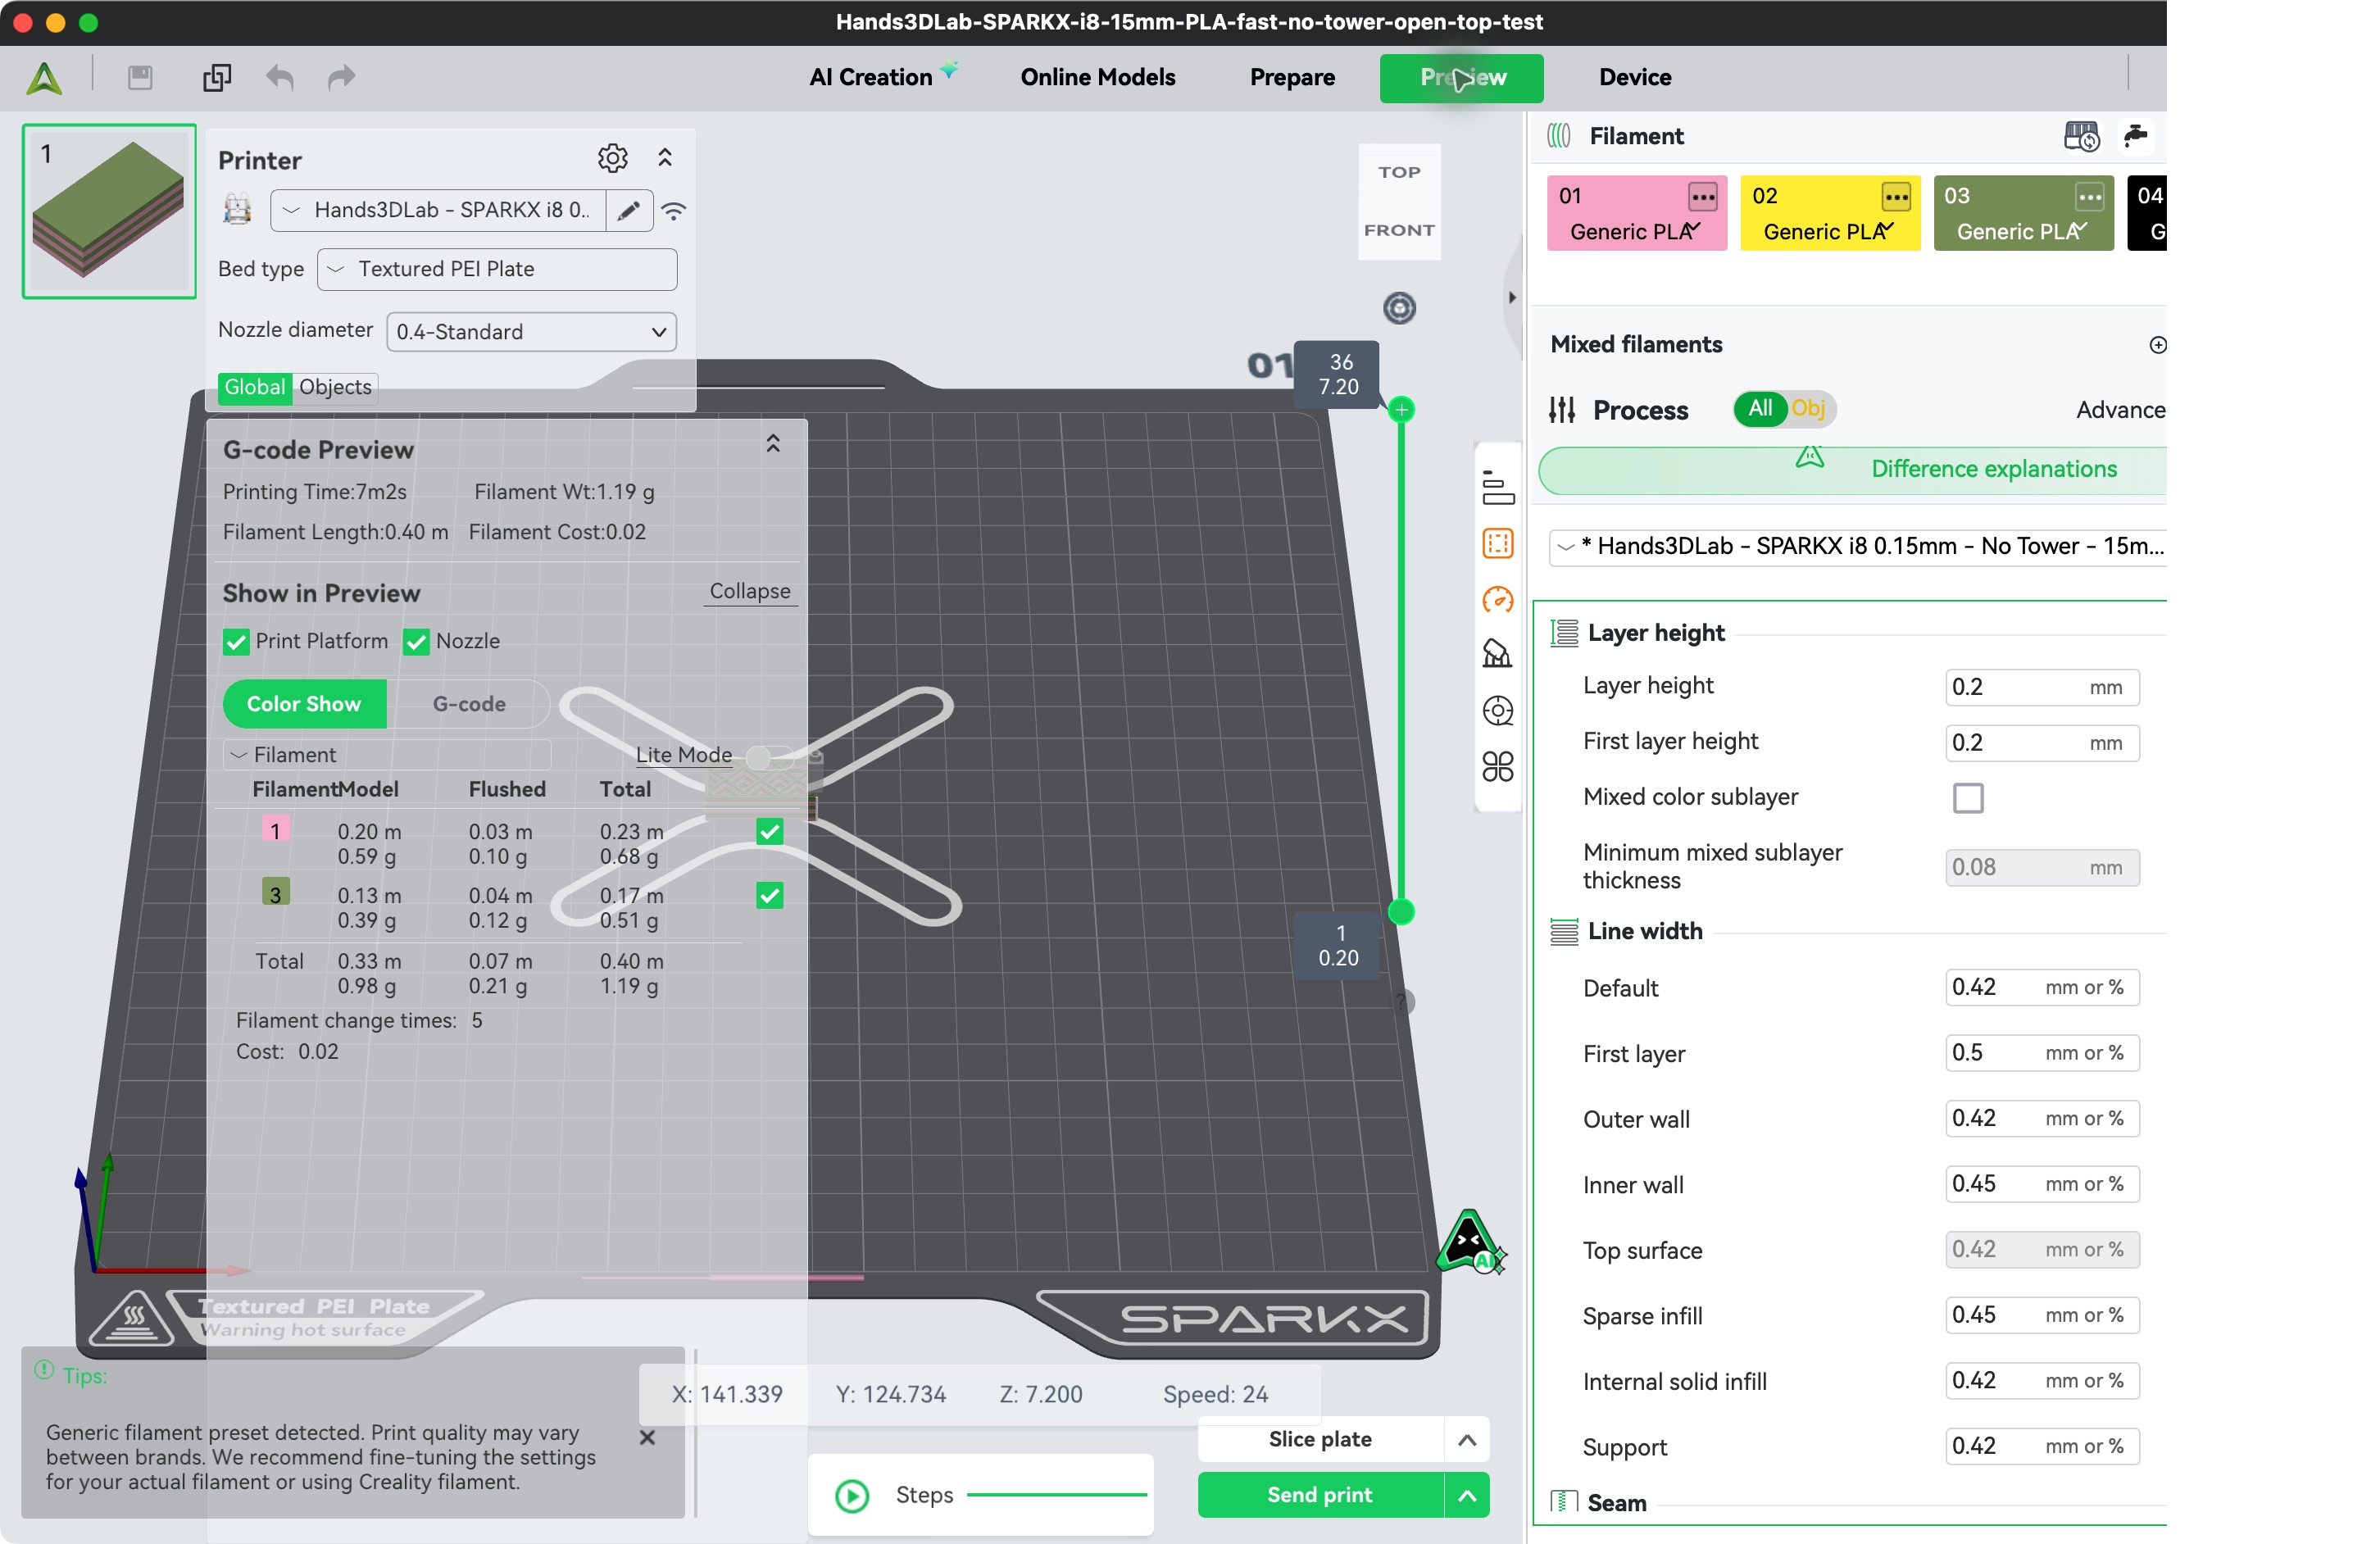 Hands3DLab-SPARKX-i8-15mm-PLA-fast-no-tower-open-top-test
AI Creation
Online Models
Prepare
Preview
Device
1
Printer
Hands3DLab - SPARKX i8 0..
Bed type
Textured PEI Plate
Nozzle diameter
0.4-Standard
Global
Objects
TOP
FRONT
01
36
7.20
1
0.20
?
G-code Preview
Printing Time:7m2s
Filament Wt:1.19 g
Filament Length:0.40 m
Filament Cost:0.02
Show in Preview
Collapse
Print Platform
Nozzle
Color Show
G-code
Filament
Lite Mode
Filament
Model
Flushed
Total
1
0.20 m
0.03 m
0.23 m
0.59 g
0.10 g
0.68 g
3
0.13 m
0.04 m
0.17 m
0.39 g
0.12 g
0.51 g
Total
0.33 m
0.07 m
0.40 m
0.98 g
0.21 g
1.19 g
Filament change times: 5
Cost: 0.02
Textured PEI Plate
Warning hot surface
SPARKX
AI
Tips:
Generic filament preset detected. Print quality may vary
between brands. We recommend fine-tuning the settings
for your actual filament or using Creality filament.
X: 141.339
Y: 124.734
Z: 7.200
Speed: 24
Steps
Slice plate
Send print
Filament
01
Generic PLA
02
Generic PLA
03
Generic PLA
04
G
Mixed filaments
Process
All
Obj
Advance
Difference explanations
* Hands3DLab - SPARKX i8 0.15mm - No Tower - 15m...
Layer height
Layer height
0.2
mm
First layer height
0.2
mm
Mixed color sublayer
Minimum mixed sublayer
thickness
0.08
mm
Line width
Default
0.42
mm or %
First layer
0.5
mm or %
Outer wall
0.42
mm or %
Inner wall
0.45
mm or %
Top surface
0.42
mm or %
Sparse infill
0.45
mm or %
Internal solid infill
0.42
mm or %
Support
0.42
mm or %
Seam